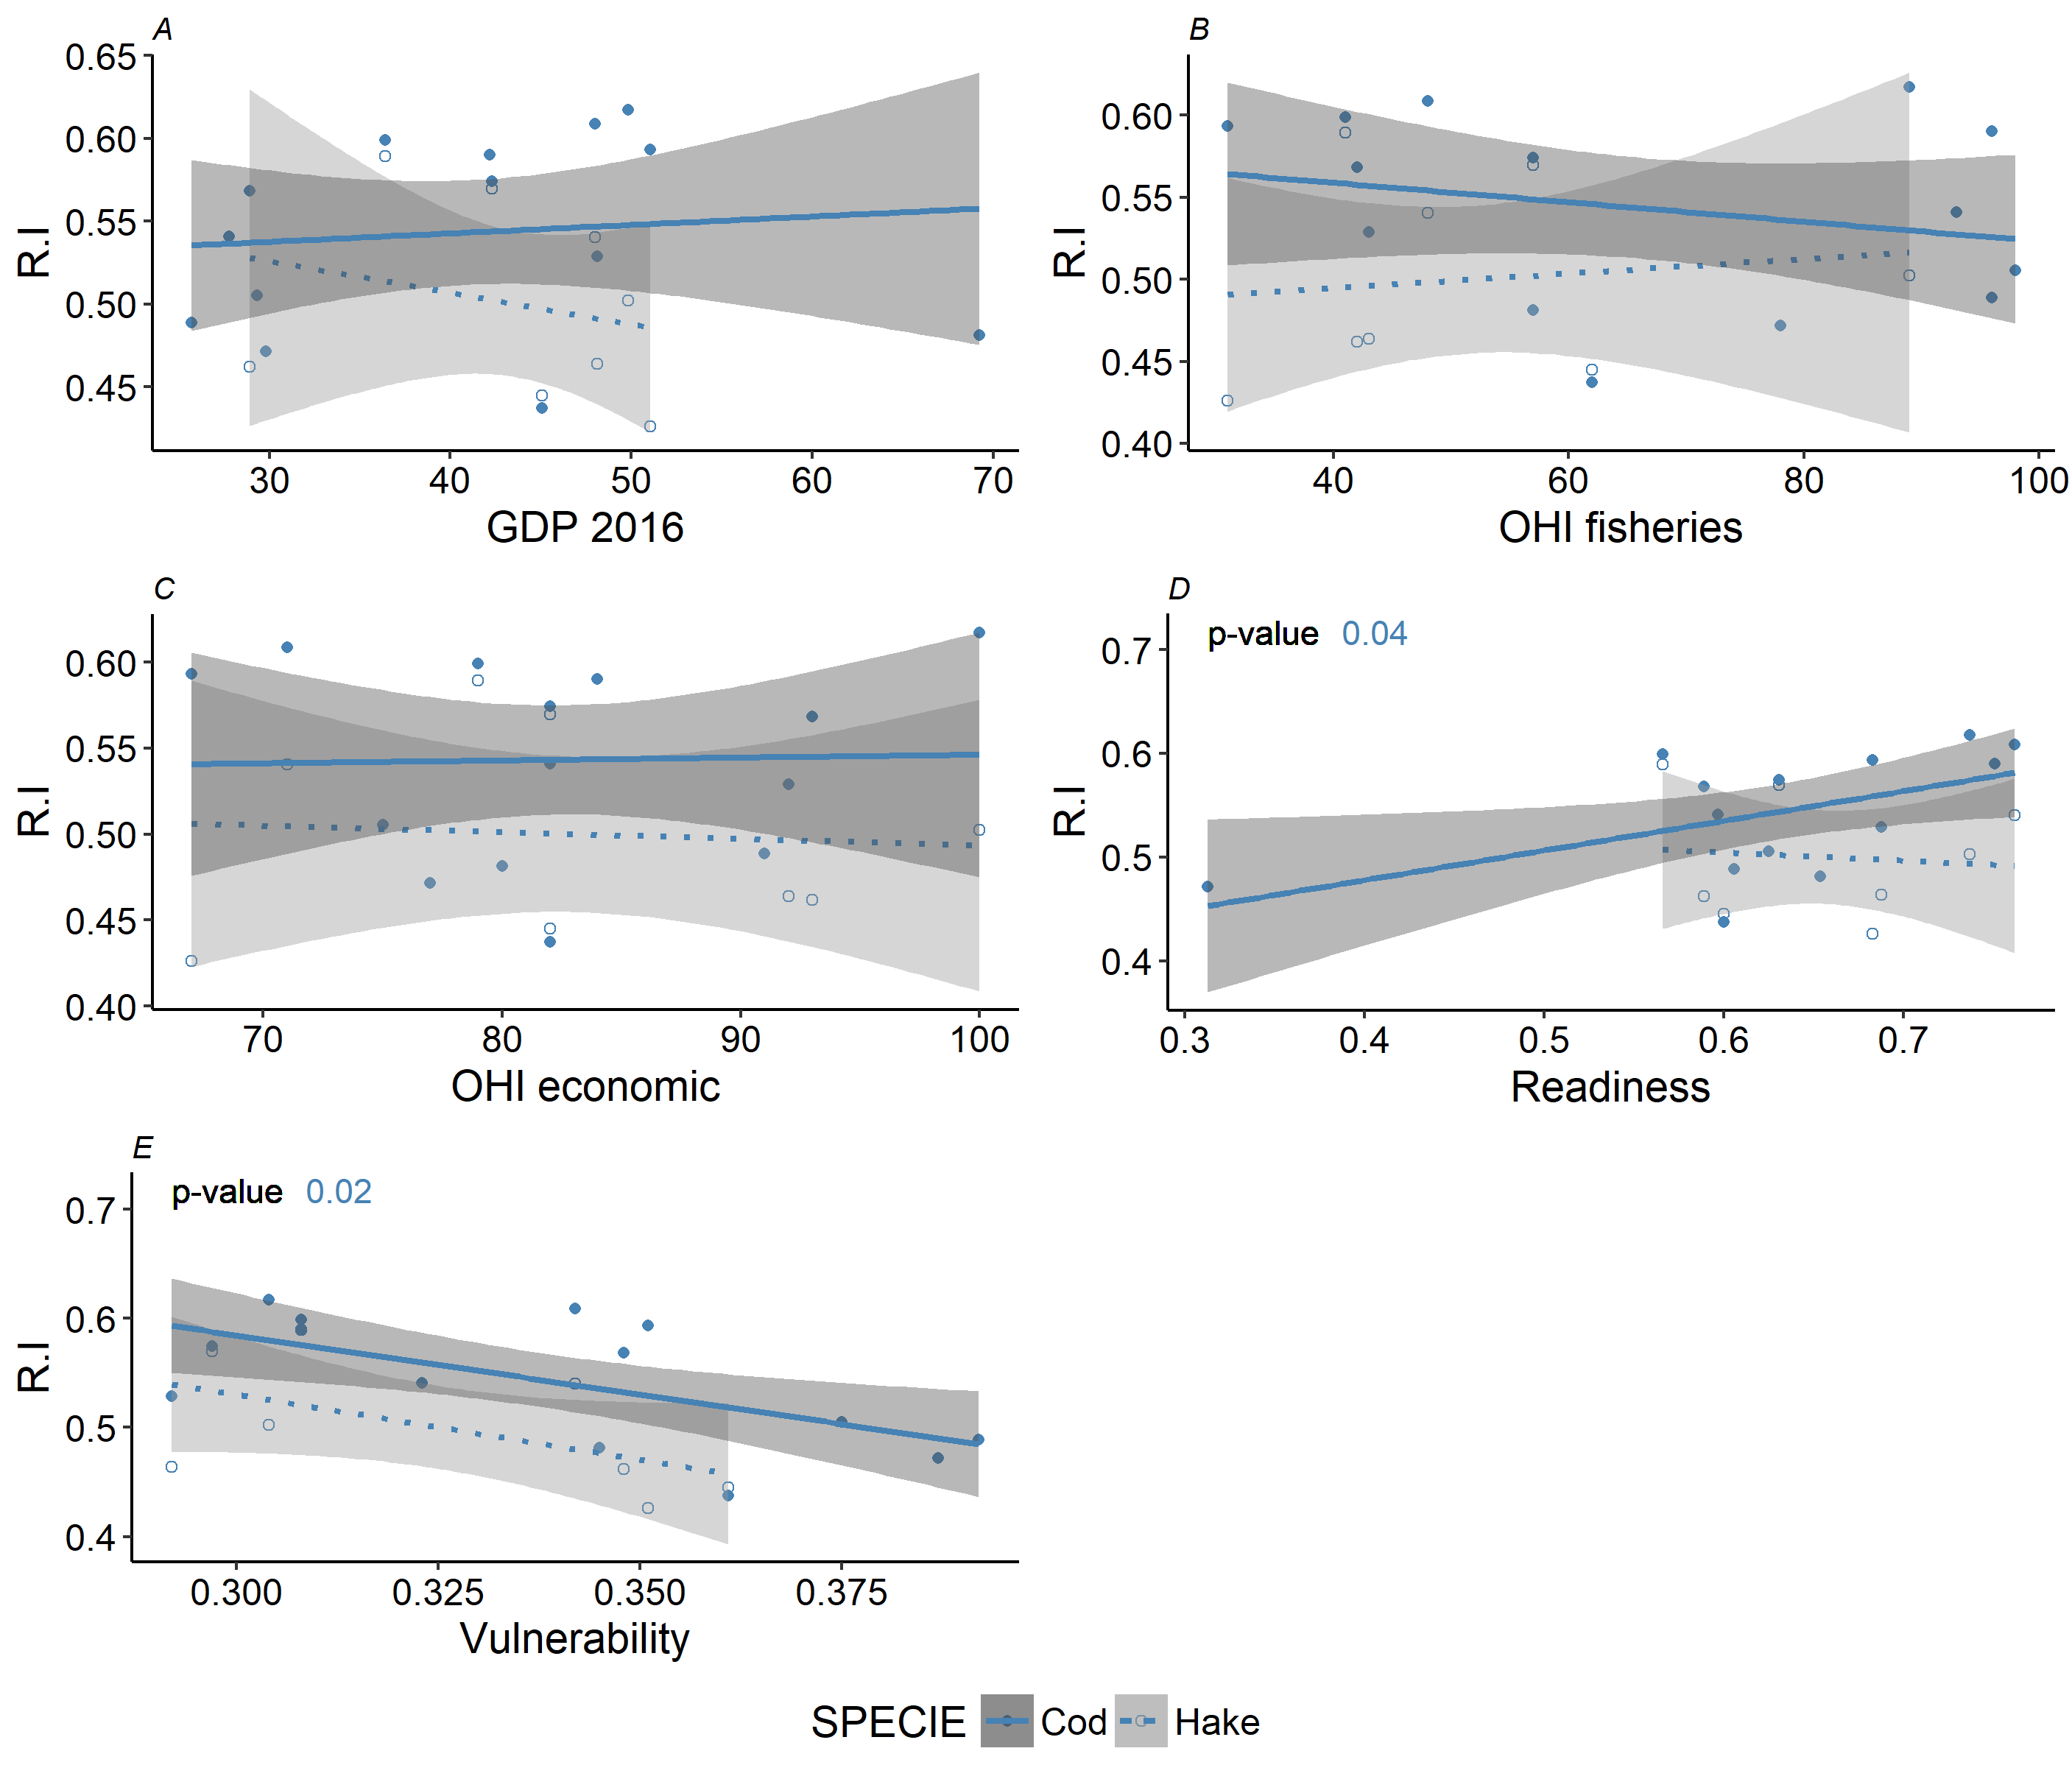 A
R.I
0.65
0.60
0.55
0.50
0.45
30 40 50 60 70
GDP 2016
B
R.I
0.60
0.55
0.50
0.45
0.40
40 60 80 100
OHI fisheries
C
R.I
0.60
0.55
0.50
0.45
0.40
70 80 90 100
OHI economic
D
p-value 0.04
R.I
0.7
0.6
0.5
0.4
0.3 0.4 0.5 0.6 0.7
Readiness
E
p-value 0.02
R.I
0.7
0.6
0.5
0.4
0.300 0.325 0.350 0.375
Vulnerability
SPECIE Cod Hake